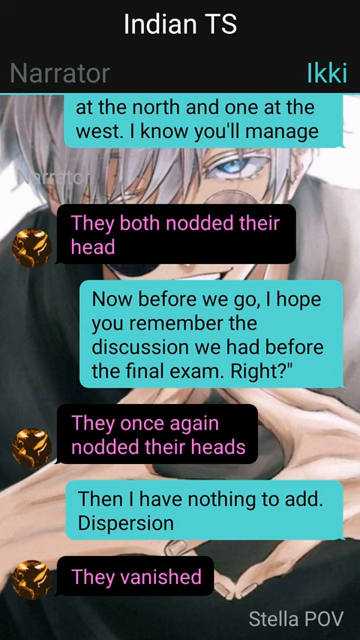 Indian TS
Narrator
Ikki
at the north and one at the
west. I know you'll manage
Narrator
They both nodded their
head
Now before we go, I hope
you remember the
discussion we had before
the final exam. Right?"
They once again
nodded their heads
Then I have nothing to add.
Dispersion
They vanished
Stella POV